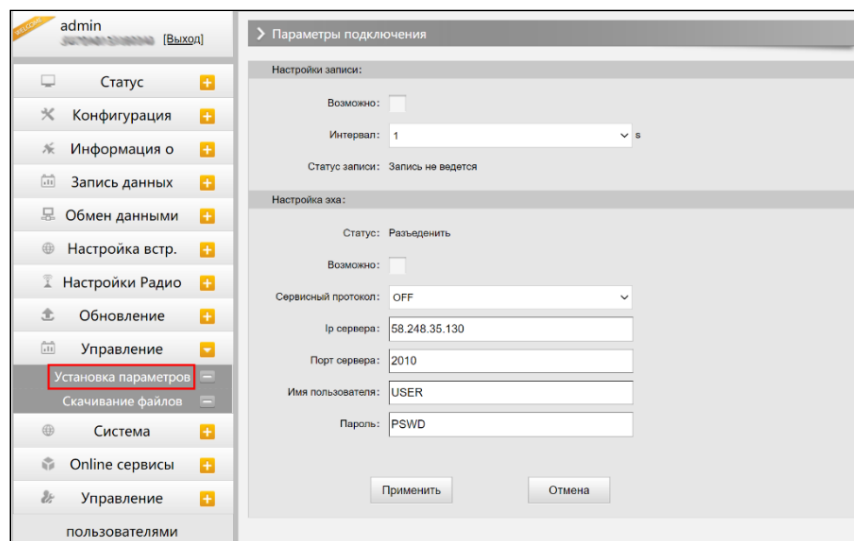 WELCOME
admin
[Выход]
Статус
Конфигурация
Информация о
Запись данных
Обмен данными
Настройка встр.
Настройки Радио
Обновление
Управление
Установка параметров
Скачивание файлов
Система
Online сервисы
Управление
пользователями
Параметры подключения
Настройки записи:
Возможно:
Интервал: 1 s
Статус записи: Запись не ведется
Настройка эха:
Статус: Разъеденить
Возможно:
Сервисный протокол: OFF
Ip сервера: 58.248.35.130
Порт сервера: 2010
Имя пользователя: USER
Пароль: PSWD
Применить Отмена